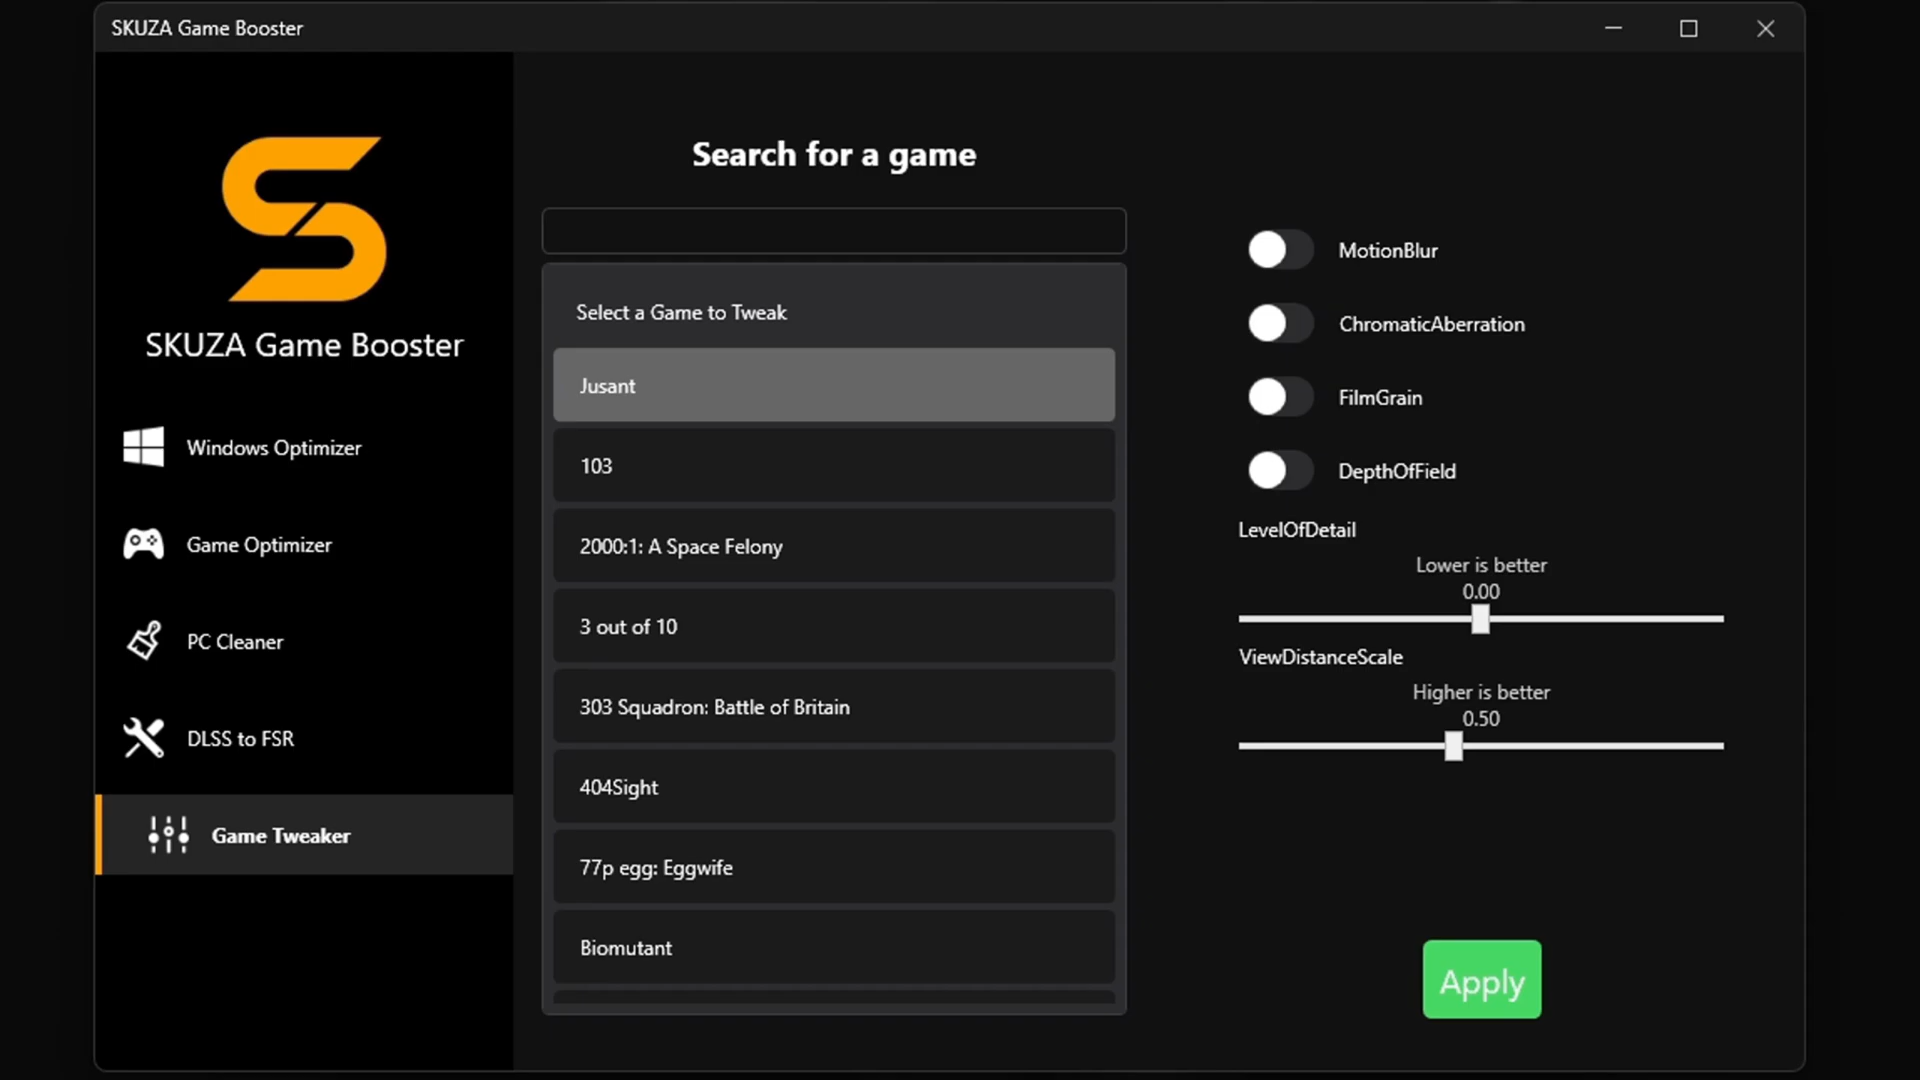 SKUZA Game Booster
SKUZA Game Booster
Windows Optimizer
Game Optimizer
PC Cleaner
DLSS to FSR
Game Tweaker
Search for a game
Select a Game to Tweak
Jusant
103
2000:1: A Space Felony
3 out of 10
303 Squadron: Battle of Britain
404Sight
77p egg: Eggwife
Biomutant
MotionBlur
ChromaticAberration
FilmGrain
DepthOfField
LevelOfDetail
Lower is better
0.00
ViewDistanceScale
Higher is better
0.50
Apply